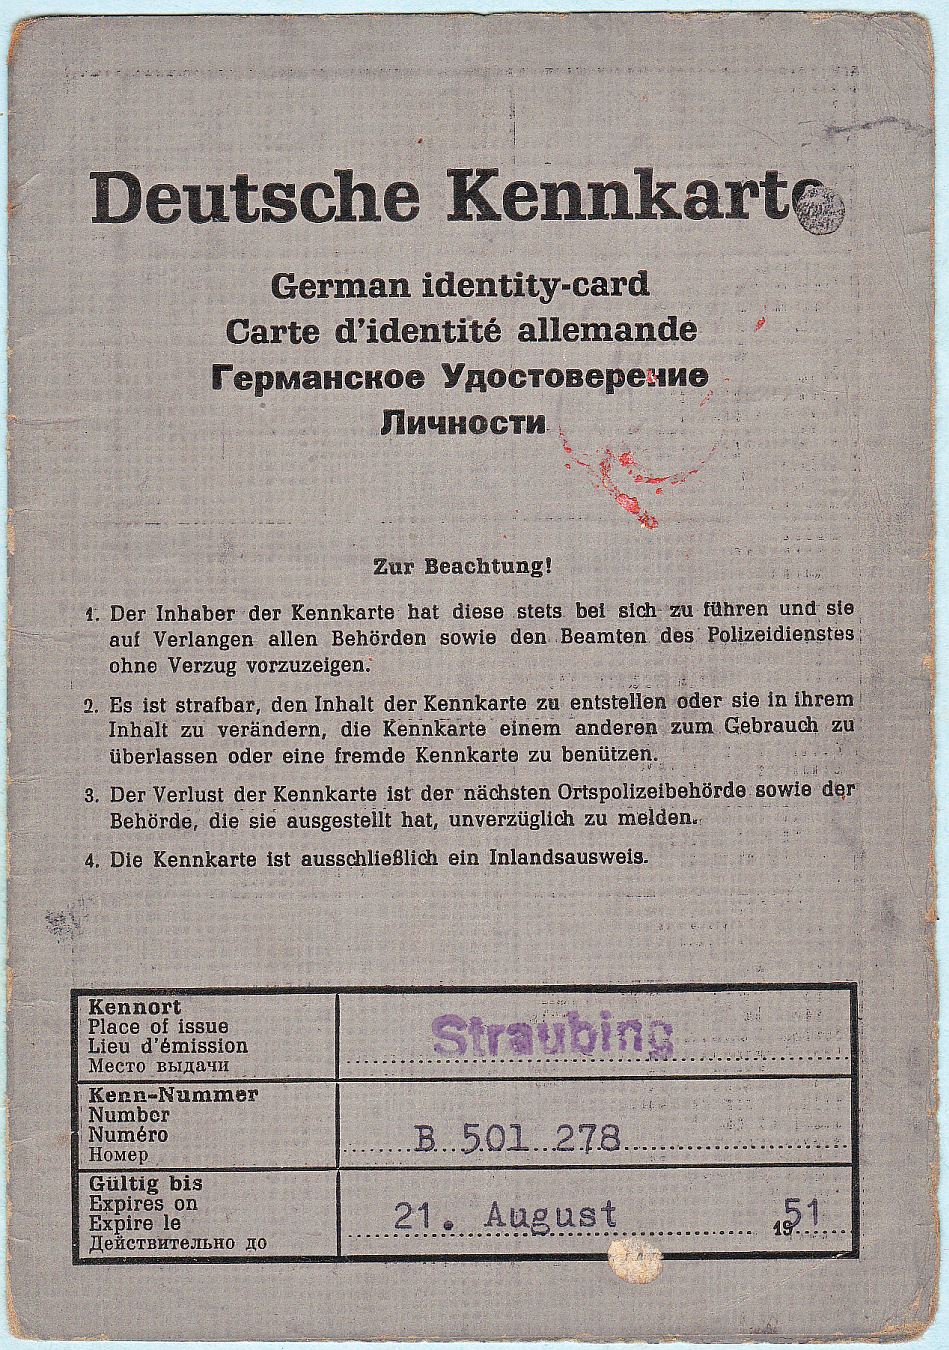 Deutsche Kennkarte
German identity-card
Carte d'identité allemande
Германское Удостоверение
Личности
Zur Beachtung!
1. Der Inhaber der Kennkarte hat diese stets bei sich zu führen und sie
auf Verlangen allen Behörden sowie den Beamten des Polizeidienstes
ohne Verzug vorzuzeigen.
2. Es ist strafbar, den Inhalt der Kennkarte zu entstellen oder sie in ihrem
Inhalt zu verändern, die Kennkarte einem anderen zum Gebrauch zu
überlassen oder eine fremde Kennkarte zu benützen.
3. Der Verlust der Kennkarte ist der nächsten Ortspolizeibehörde sowie der
Behörde, die sie ausgestellt hat, unverzüglich zu melden.
4. Die Kennkarte ist ausschließlich ein Inlandsausweis.
Kennort
Place of issue
Lieu d'émission
Место выдачи
Straubing
Kenn-Nummer
Number
Numéro
Номер
B 501 278
Gültig bis
Expires on
Expire le
Действительно до
21. August 1951